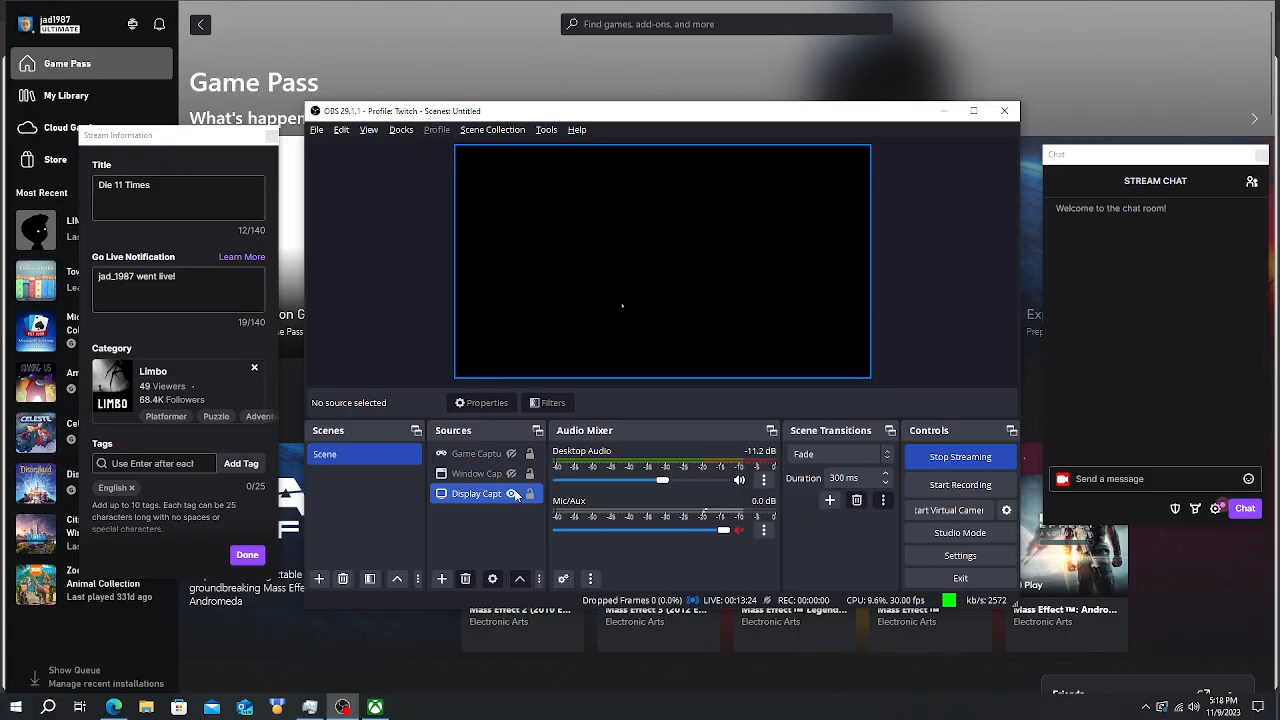 jad1987
ULTIMATE
Find games, add-ons, and more
Game Pass
My Library
Store
Most Recent
Animal Collection
Last played 331d ago
Show Queue
Manage recent installations
Game Pass
What's happen
Stream Information
Title
DIe 11 Times
12/140
Go Live Notification
Learn More
jad_1987 went live!
19/140
Category
Limbo
49 Viewers
68.4K Followers
LIMBO
Platformer
Puzzle
Tags
Use Enter after eacl
Add Tag
English ×
0/25
Add up to 10 tags. Each tag can be 25
characters long with no spaces or
special characters.
Done
OBS 29.1.1 - Profile: Twitch - Scenes: Untitled
File Edit View Docks Profile Scene Collection Tools Help
No source selected
Properties
Filters
Scenes
Scene
Sources
Game Captu
Window Cap
Display Capt
Audio Mixer
Desktop Audio
-11.2 dB
Mic/Aux
0.0 dB
Scene Transitions
Fade
Duration 300 ms
Controls
Stop Streaming
Start Recording
tart Virtual Camer
Studio Mode
Settings
Exit
Dropped Frames 0 (0.0%)
LIVE: 00:13:24
REC: 00:00:00
CPU: 9.6%, 30.00 fps
kb/s: 2572
Chat
STREAM CHAT
Welcome to the chat room!
Send a message
Chat
groundbreaking
Andromeda
Electronic Arts
Electronic Arts
Electronic Arts
Electronic Arts
Electronic Arts
Play
Friends
5:18 PM
11/9/2023